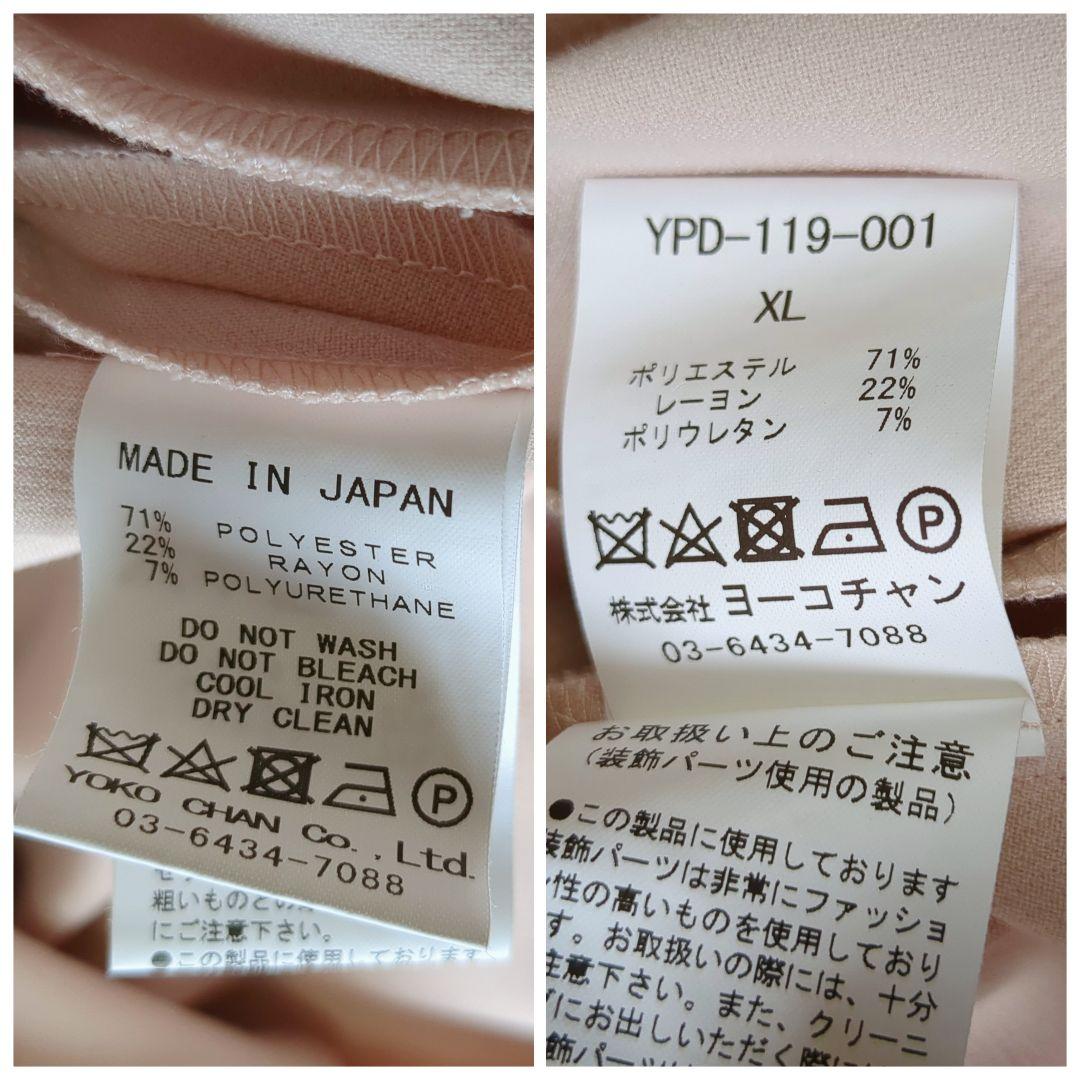 MADE IN JAPAN
71% POLYESTER
22% RAYON
7% POLYURETHANE
DO NOT WASH
DO NOT BLEACH
COOL IRON
DRY CLEAN
P
YOKO CHAN Co., Ltd.
03-6434-7088
粗いものとの
にご注意下さい。
●この製品に使用しております
YPD-119-001
XL
ポリエステル 71%
レーヨン 22%
ポリウレタン 7%
P
株式会社 ヨーコチャン
03-6434-7088
お取扱い上のご注意
(装飾パーツ使用の製品)
●この製品に使用しております
装飾パーツは非常にファッショ
ン性の高いものを使用しており
す。お取扱いの際には、十分
注意下さい。また、クリーニ
グにお出しいただく際に
飾パーツ